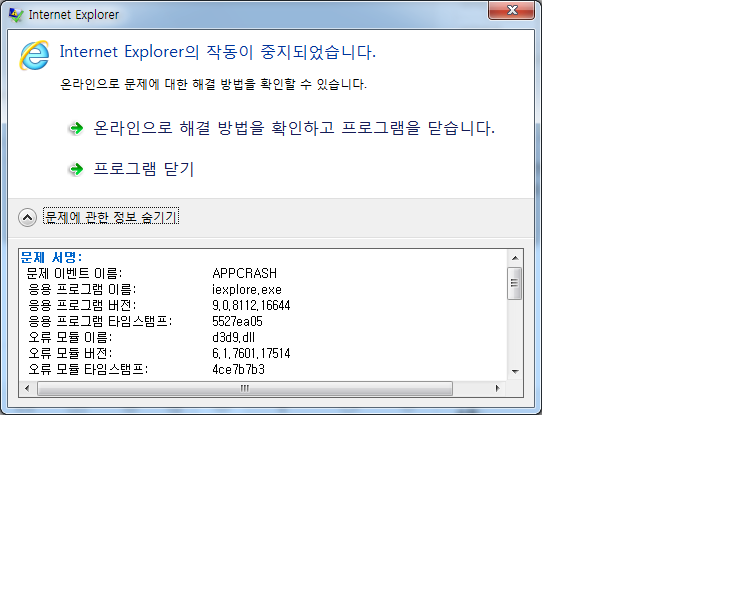 Internet Explorer
Internet Explorer의 작동이 중지되었습니다.
온라인으로 문제에 대한 해결 방법을 확인할 수 있습니다.
온라인으로 해결 방법을 확인하고 프로그램을 닫습니다.
프로그램 닫기
문제에 관한 정보 숨기기
문제 서명:
문제 이벤트 이름: APPCRASH
응용 프로그램 이름: iexplore.exe
응용 프로그램 버전: 9.0.8112.16644
응용 프로그램 타임스탬프: 5527ea05
오류 모듈 이름: d3d9.dll
오류 모듈 버전: 6.1.7601.17514
오류 모듈 타임스탬프: 4ce7b7b3